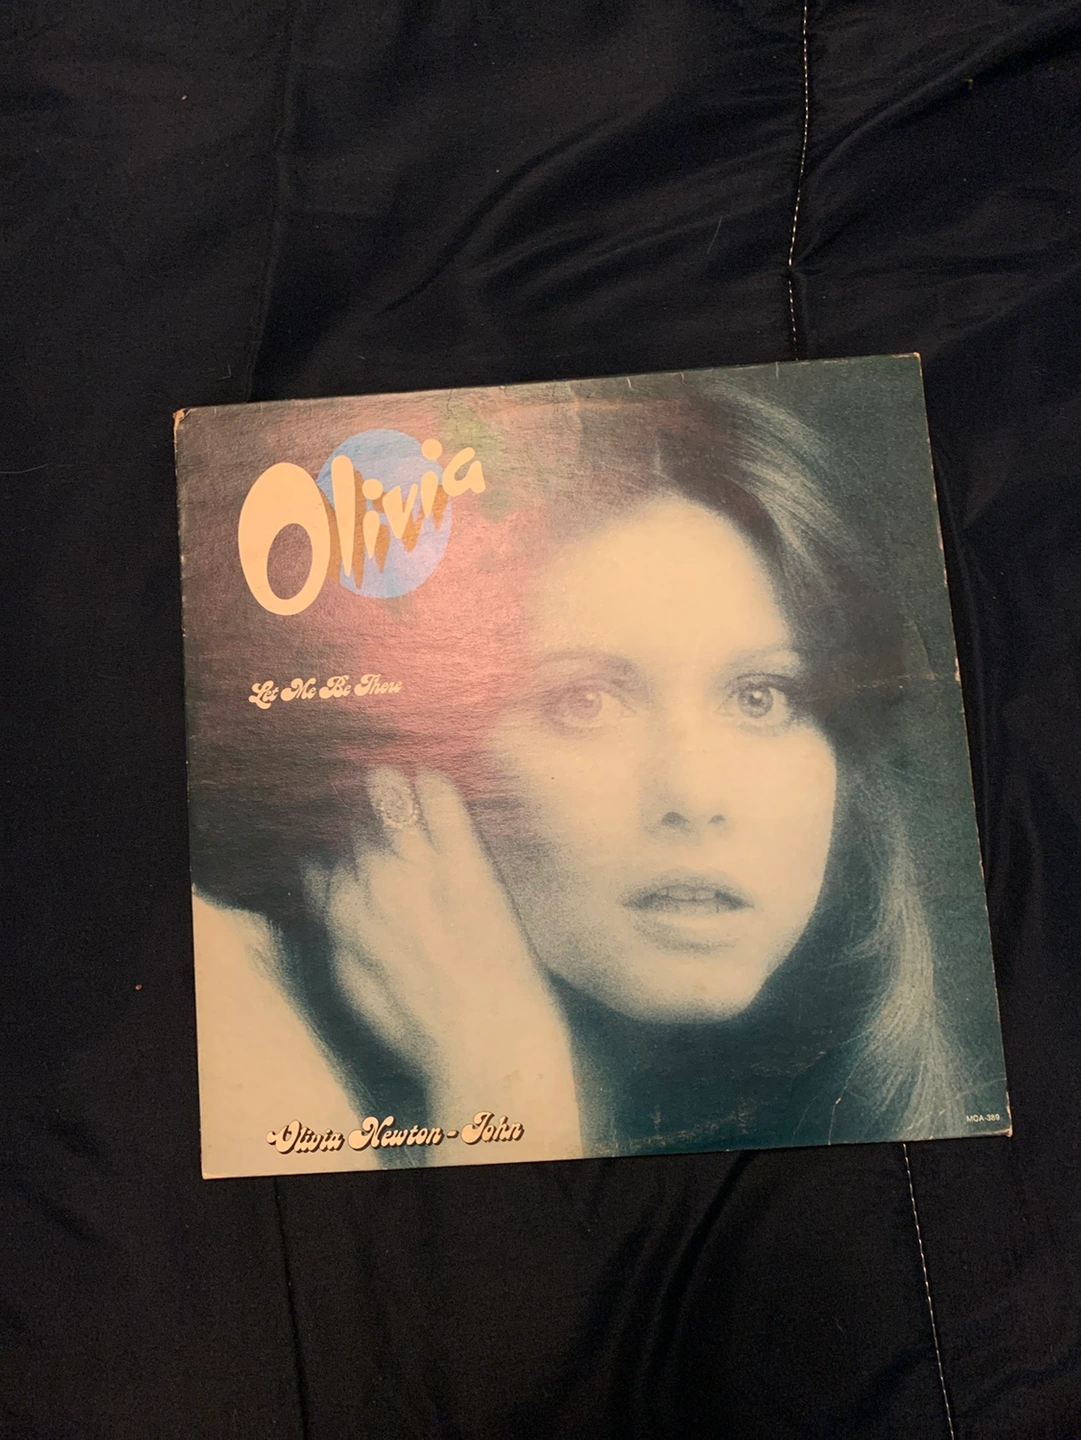 Olivia
Let Me Be There
Olivia Newton-John
MCA-389